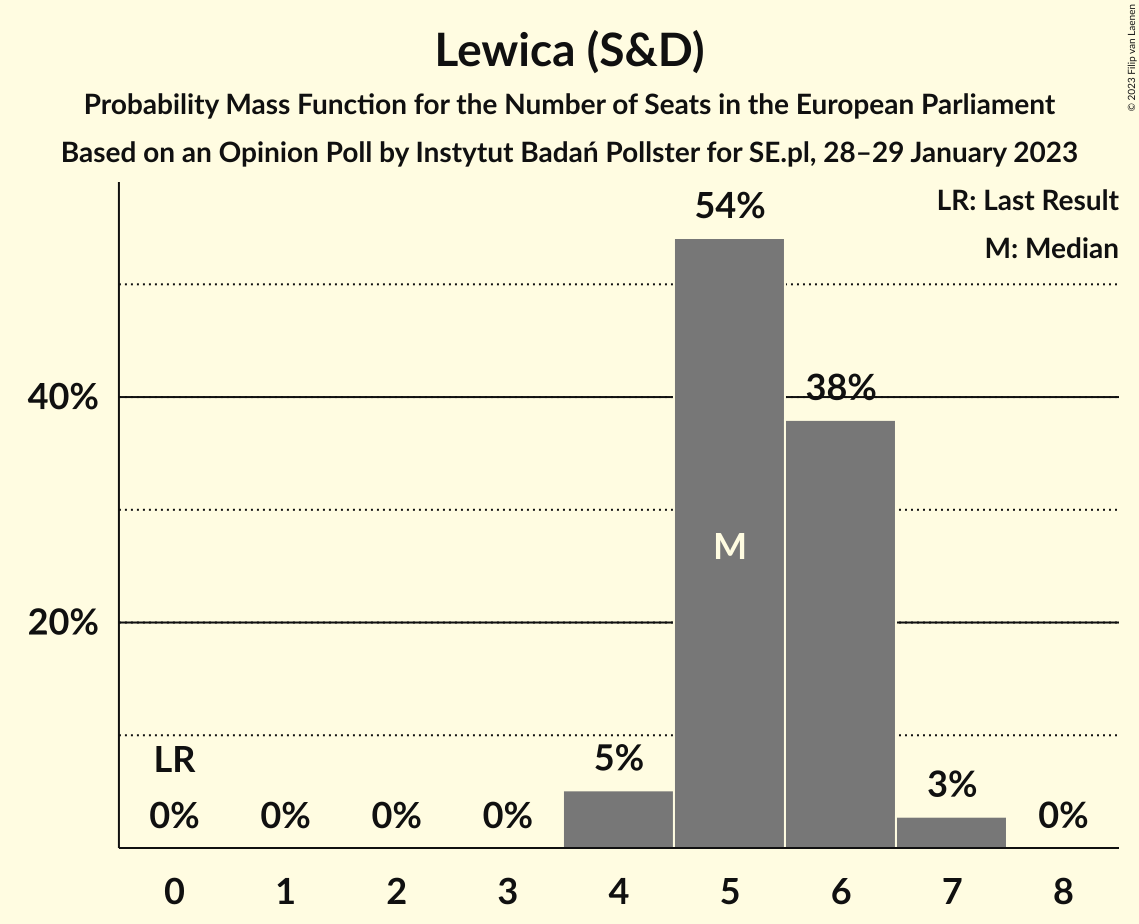 Lewica (S&D)
Probability Mass Function for the Number of Seats in the European Parliament
Based on an Opinion Poll by Instytut Badań Pollster for SE.pl, 28–29 January 2023
© 2023 Filip van Laenen
LR: Last Result
M: Median
54%
38%
40%
M
20%
LR
5%
3%
0%
0%
0%
0%
0%
0 1 2 3 4 5 6 7 8